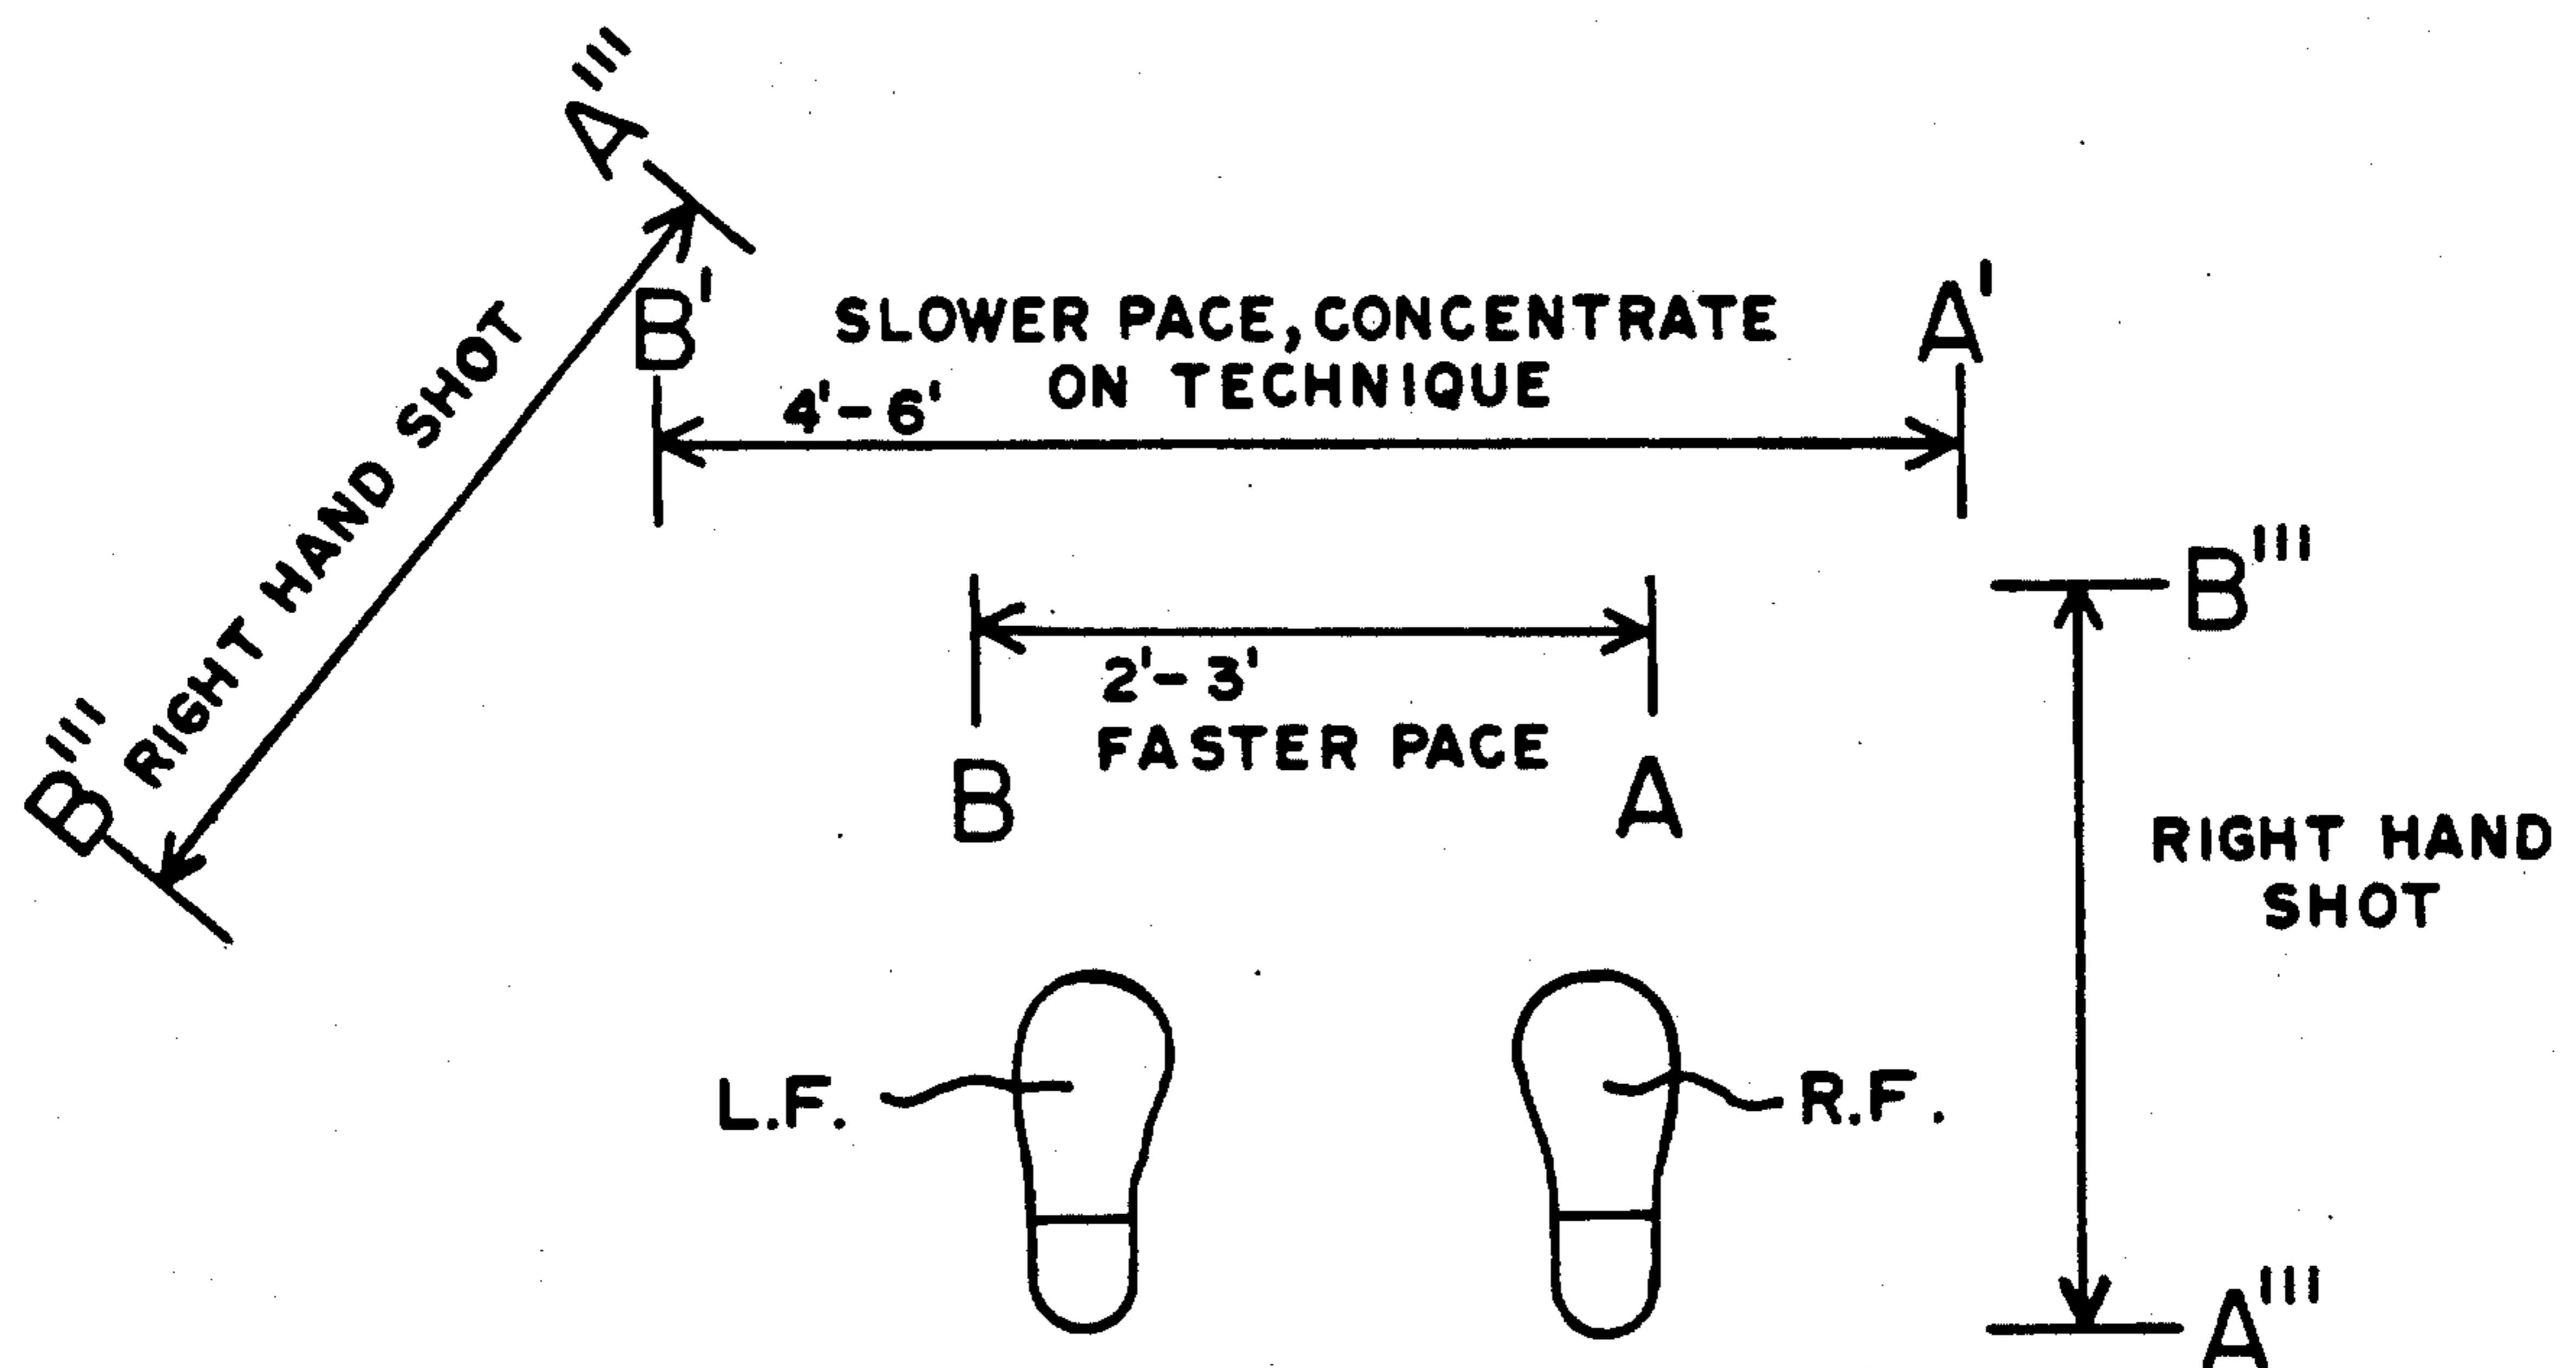 A'''
B'
SLOWER PACE, CONCENTRATE
ON TECHNIQUE
A'
4'-6'
RIGHT HAND SHOT
B'''
B'''
2'-3'
FASTER PACE
B
A
RIGHT HAND
SHOT
L.F.
R.F.
A'''